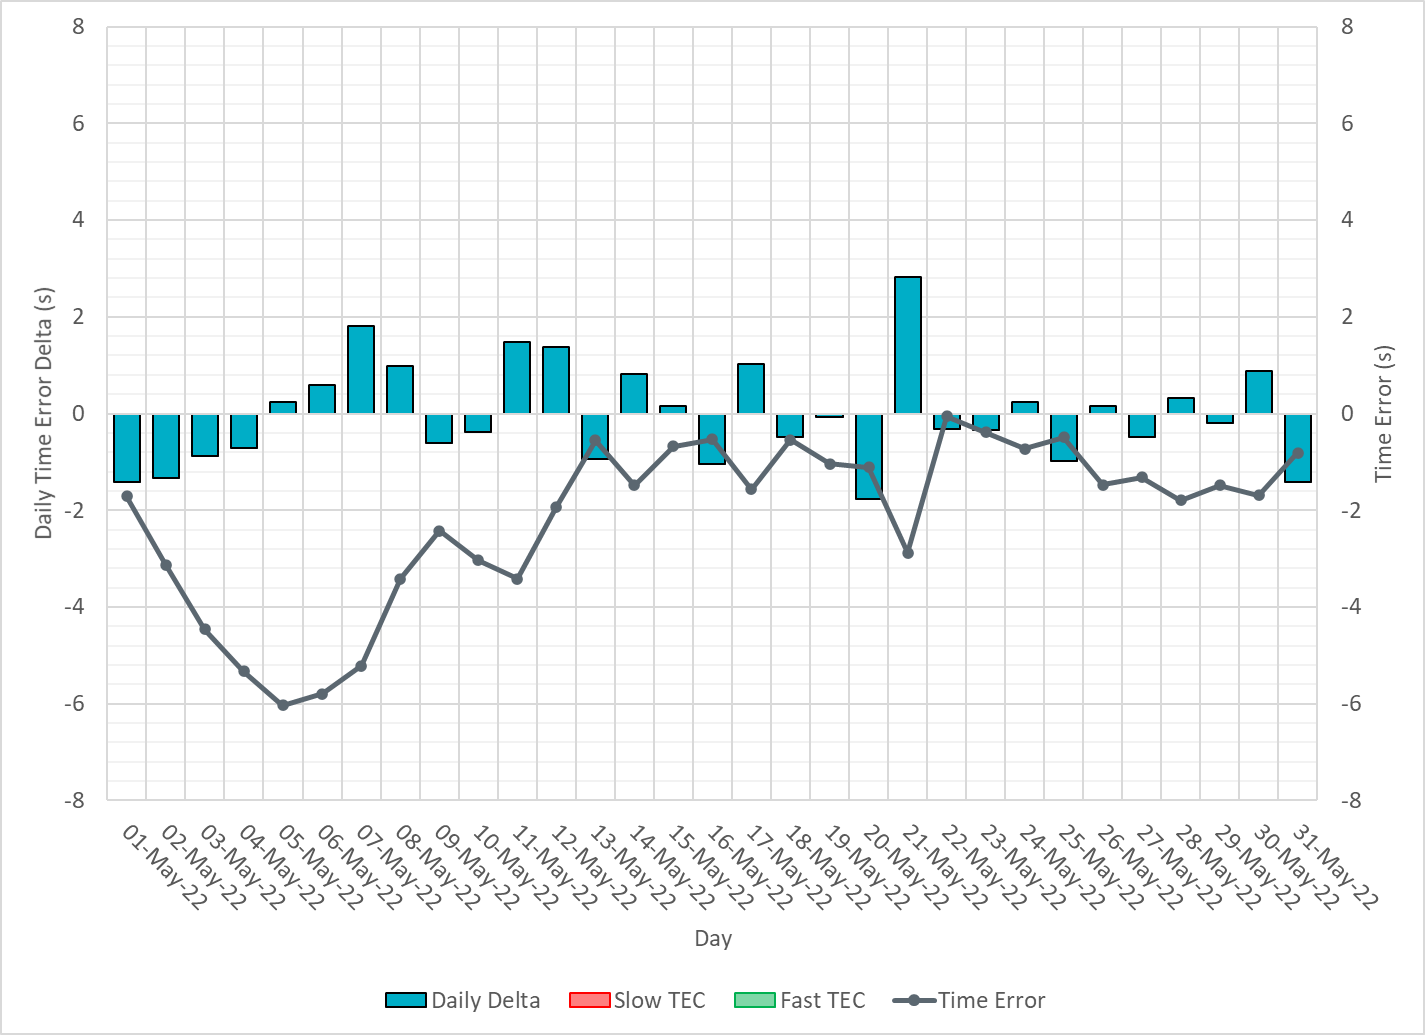 8
6
4
2
0
-2
-4
-6
-8
Daily Time Error Delta (s)
8
6
4
2
0
-2
-4
-6
-8
Time Error (s)
01-May-22
02-May-22
03-May-22
04-May-22
05-May-22
06-May-22
07-May-22
08-May-22
09-May-22
10-May-22
11-May-22
12-May-22
13-May-22
14-May-22
15-May-22
16-May-22
17-May-22
18-May-22
19-May-22
20-May-22
21-May-22
22-May-22
23-May-22
24-May-22
25-May-22
26-May-22
27-May-22
28-May-22
29-May-22
30-May-22
31-May-22
Day
Daily Delta Slow TEC Fast TEC Time Error